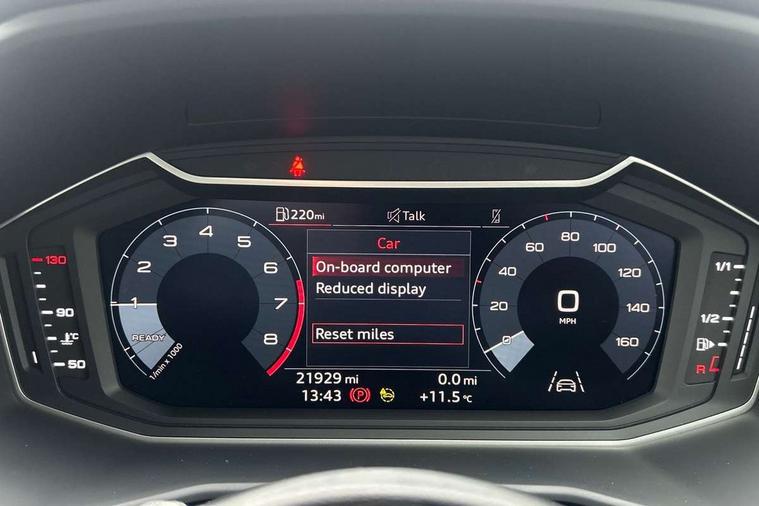 220mi
Talk
Car
On-board computer
Reduced display
Reset miles
1
2
3
4
5
6
7
8
READY
1/min x 1000
0
20
40
60
80
100
120
140
160
0
MPH
130
90
°C
50
1/1
1/2
R
21929 mi
0.0 mi
13:43
P
+11.5 °C